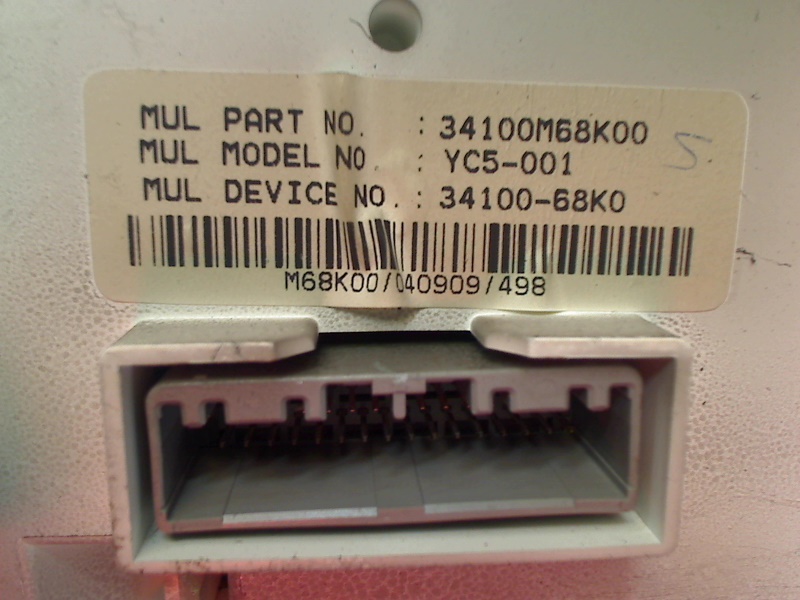 MUL PART NO. : 34100M68K00
MUL MODEL NO. : YC5-001
MUL DEVICE NO. : 34100-68K0
M68K00/040909/498